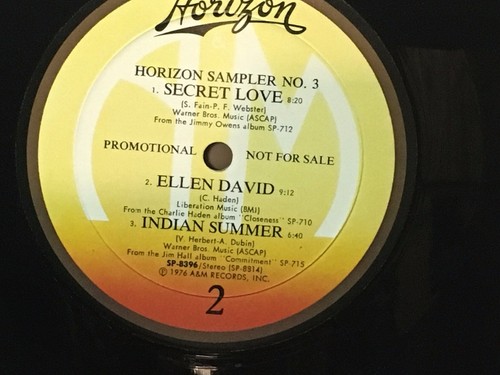 Horizon
HORIZON SAMPLER NO. 3
1. SECRET LOVE 8:20
(S. Fain-P. F. Webster)
Warner Bros. Music (ASCAP)
From the Jimmy Owens album SP-712
PROMOTIONAL NOT FOR SALE
2. ELLEN DAVID 9:12
(C. Haden)
Liberation Music (BMI)
From the Charlie Haden album "Closeness" SP-710
3. INDIAN SUMMER 6:40
(V. Herbert-A. Dubin)
Warner Bros. Music (ASCAP)
From the Jim Hall album "Commitment" SP-715
SP-8396/Stereo (SP-8814)
Ⓟ © 1976 A&M RECORDS, INC.
2